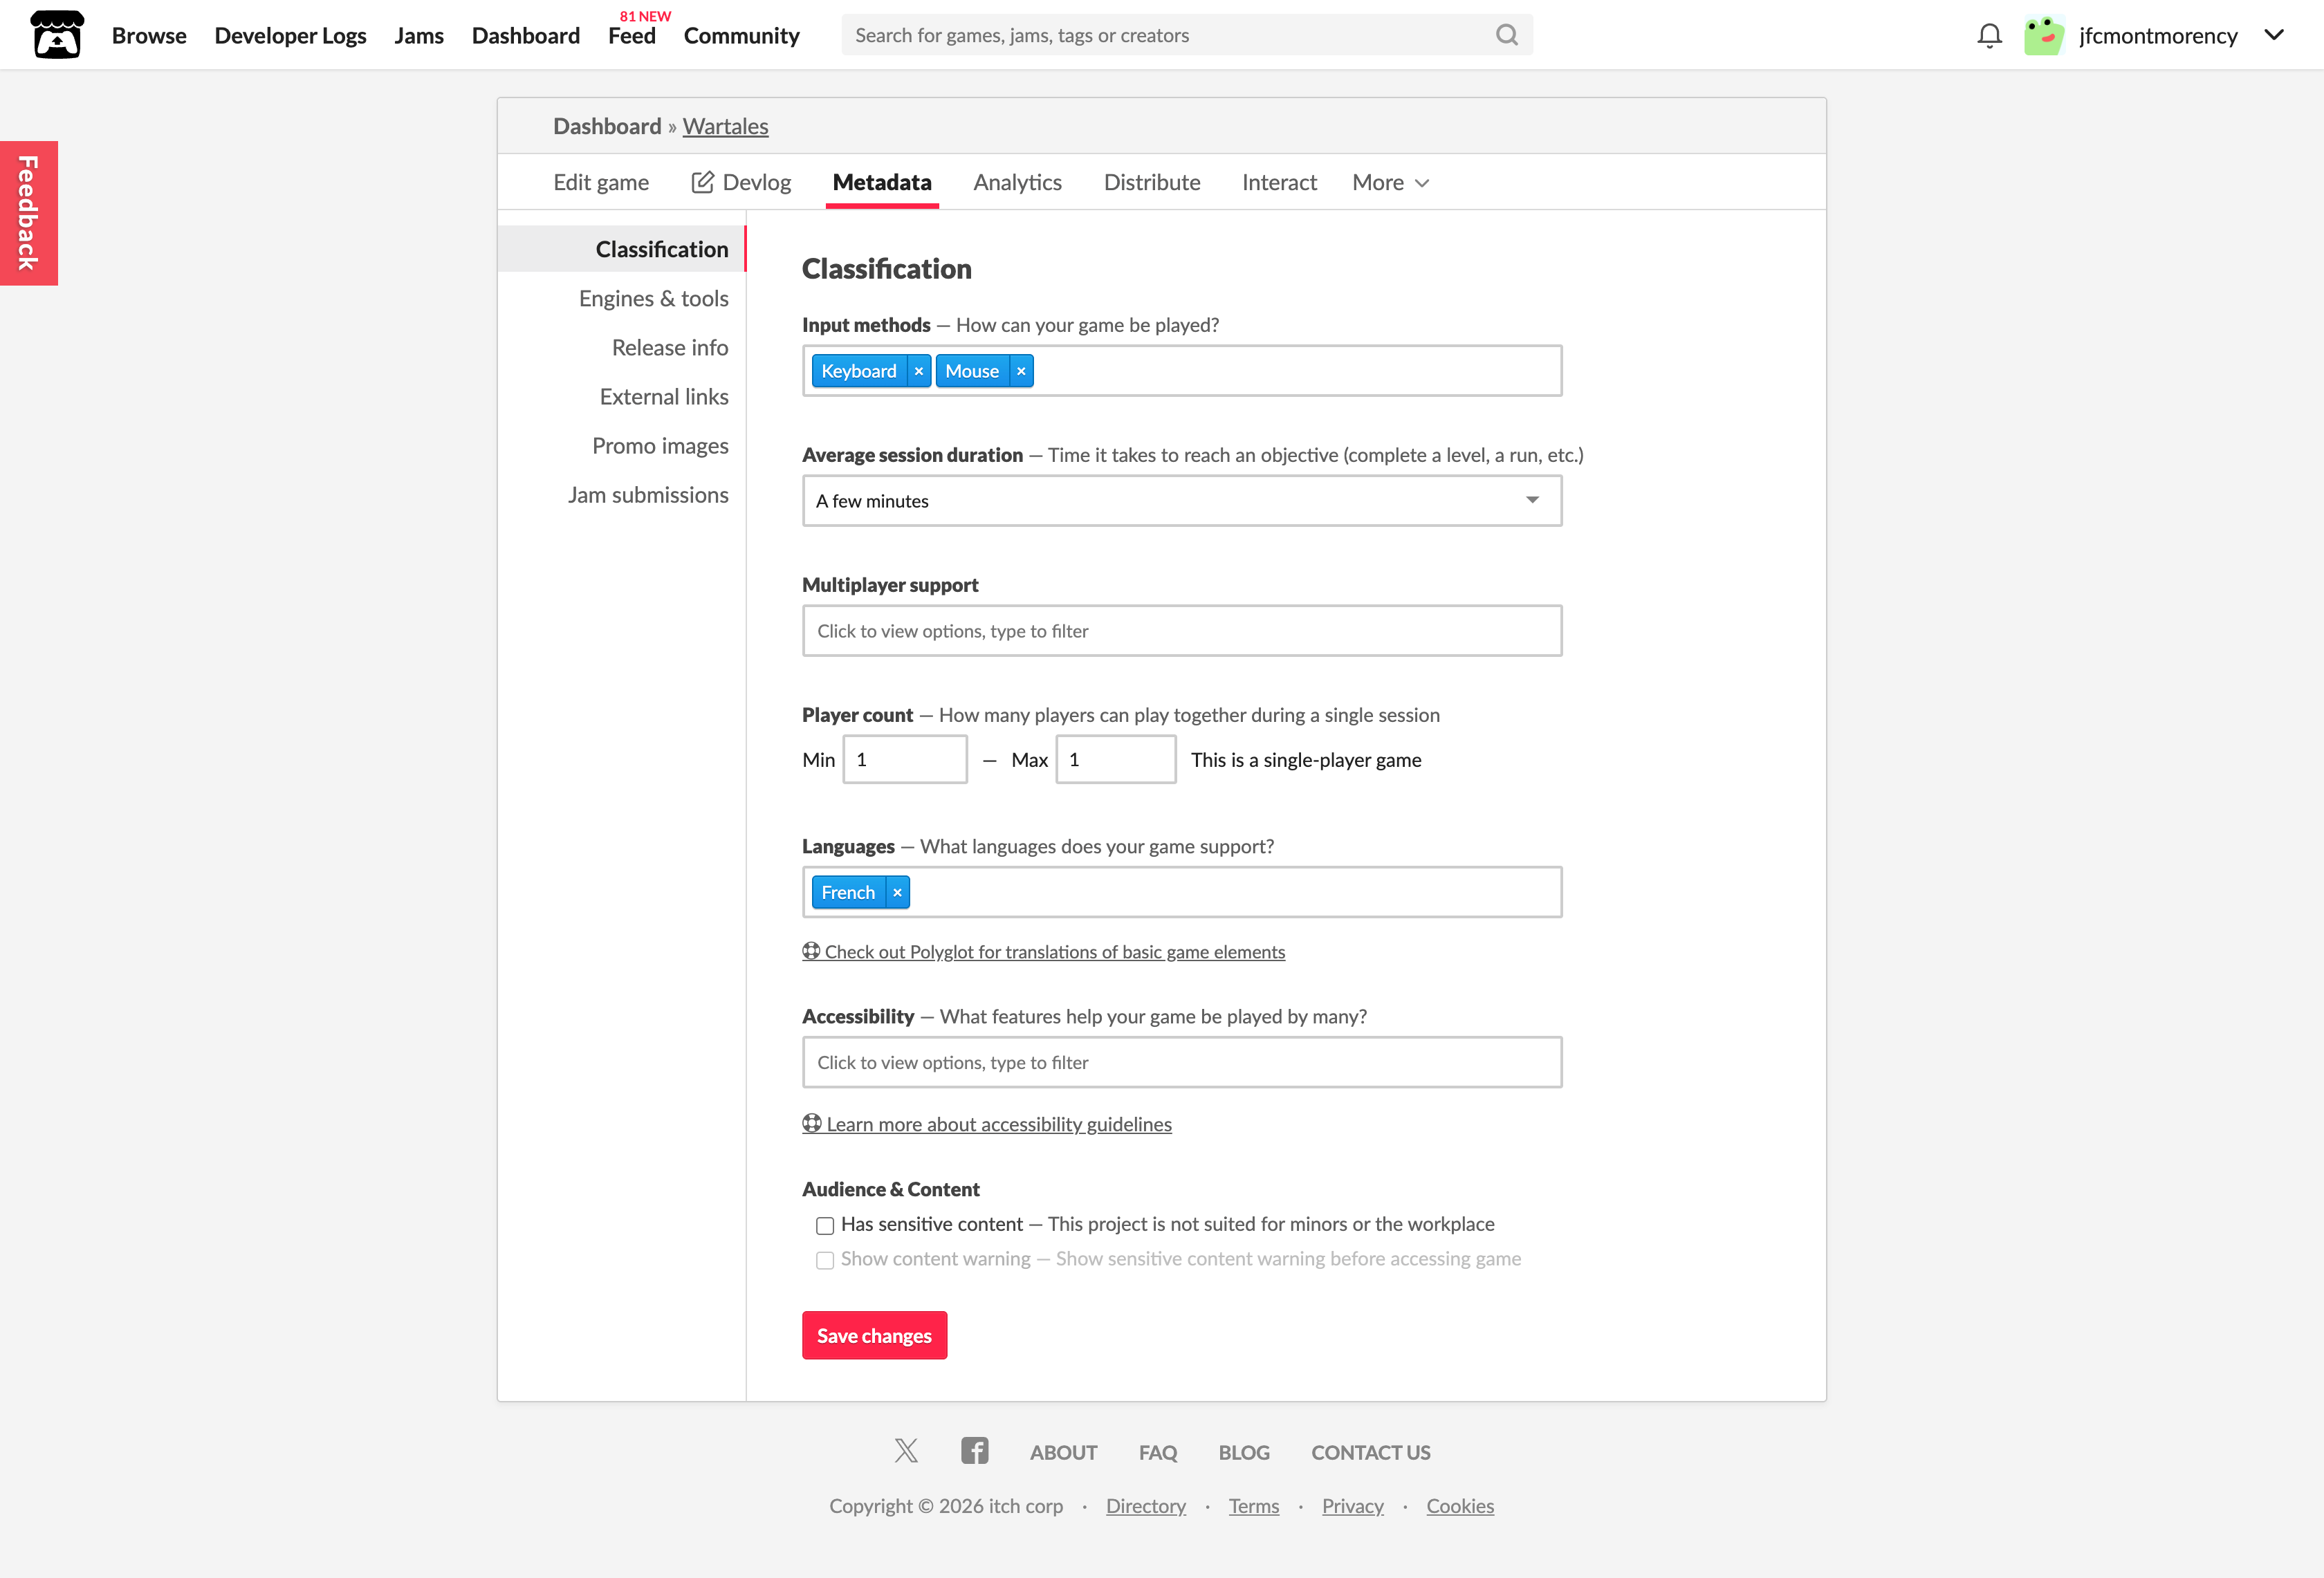 Browse Developer Logs Jams Dashboard 81 NEW Feed Community Search for games, jams, tags or creators jfcmontmorency
Feedback
Dashboard » Wartales
Edit game Devlog Metadata Analytics Distribute Interact More
Classification
Engines & tools
Release info
External links
Promo images
Jam submissions
Classification
Input methods — How can your game be played?
Keyboard × Mouse ×
Average session duration — Time it takes to reach an objective (complete a level, a run, etc.)
A few minutes
Multiplayer support
Click to view options, type to filter
Player count — How many players can play together during a single session
Min 1 — Max 1 This is a single-player game
Languages — What languages does your game support?
French ×
Check out Polyglot for translations of basic game elements
Accessibility — What features help your game be played by many?
Click to view options, type to filter
Learn more about accessibility guidelines
Audience & Content
Has sensitive content — This project is not suited for minors or the workplace
Show content warning — Show sensitive content warning before accessing game
Save changes
ABOUT FAQ BLOG CONTACT US
Copyright © 2026 itch corp · Directory · Terms · Privacy · Cookies